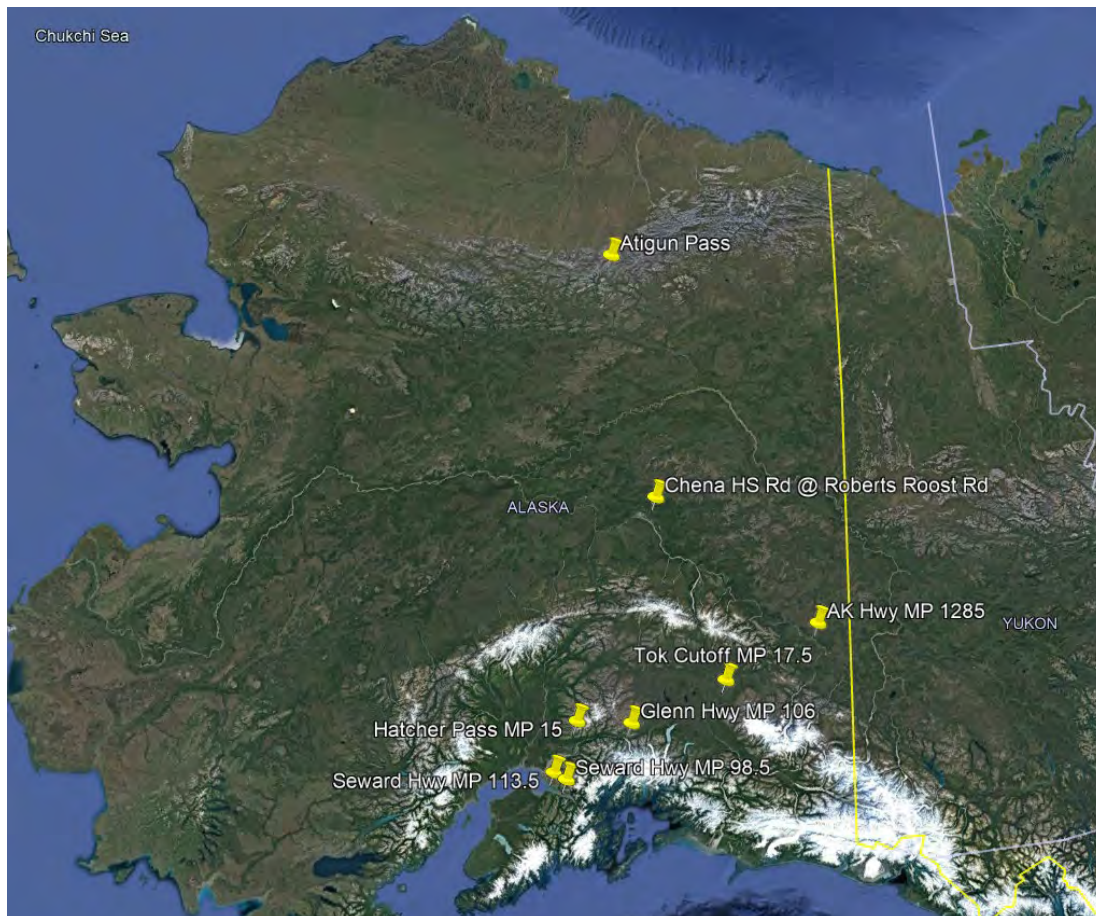 Chukchi Sea
Atigun Pass
Chena HS Rd @ Roberts Roost Rd
ALASKA
AK Hwy MP 1285
YUKON
Tok Cutoff MP 17.5
Glenn Hwy MP 106
Hatcher Pass MP 15
Seward Hwy MP 98.5
Seward Hwy MP 113.5